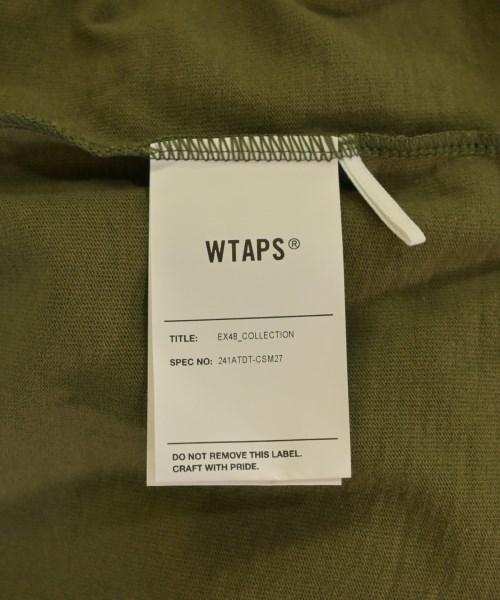 WTAPS®
TITLE: EX48_COLLECTION
SPEC NO: 241ATDT-CSM27
DO NOT REMOVE THIS LABEL.
CRAFT WITH PRIDE.